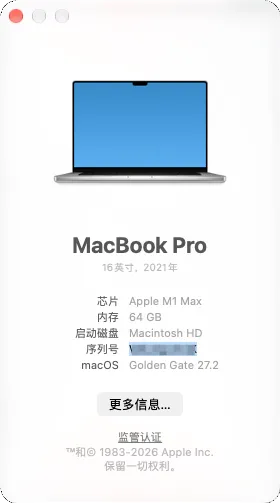 MacBook Pro
16英寸，2021年
芯片 Apple M1 Max
内存 64 GB
启动磁盘 Macintosh HD
序列号
macOS Golden Gate 27.2
更多信息...
监管认证
™和© 1983-2026 Apple Inc.
保留一切权利。